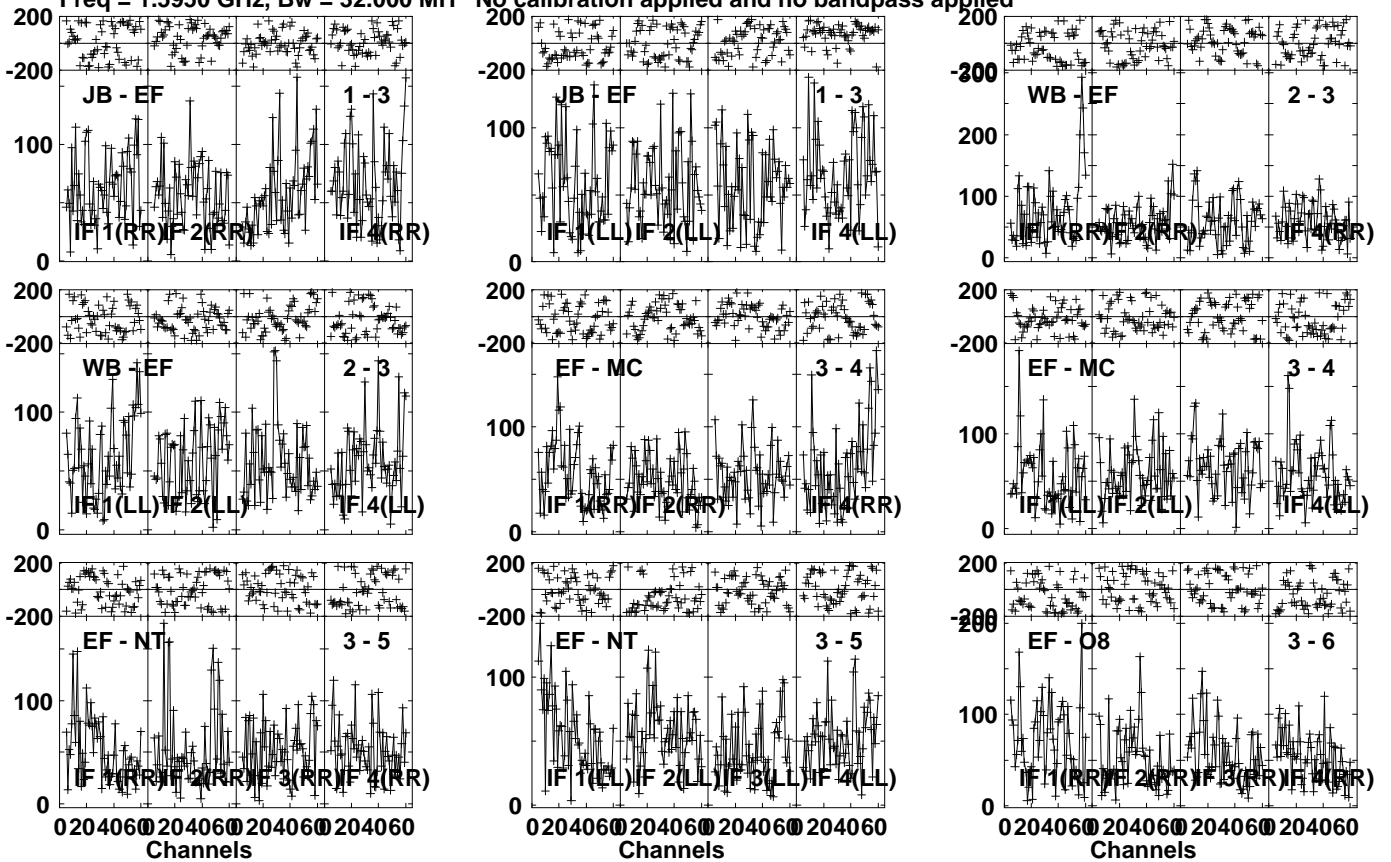 Freq = 1.5950 GHz, Bw = 32.000 MH No calibration applied and no bandpass applied
200
-200
JB - EF
1 - 3
100
0
IF 1(RR)
IF 2(RR)
IF 4(RR)
JB - EF
1 - 3
100
0
IF 1(LL)
IF 2(LL)
IF 4(LL)
200
-200
300
WB - EF
2 - 3
200
100
0
IF 1(RR)
IF 2(RR)
IF 4(RR)
200
-200
WB - EF
2 - 3
100
0
IF 1(LL)
IF 2(LL)
IF 4(LL)
200
-200
EF - MC
3 - 4
100
0
IF 1(RR)
IF 2(RR)
IF 4(RR)
200
-200
EF - MC
3 - 4
100
0
IF 1(LL)
IF 2(LL)
IF 4(LL)
200
-200
EF - NT
3 - 5
100
0
IF 1(RR)
IF 2(RR)
IF 3(RR)
IF 4(RR)
0 20 40 60 0 20 40 60 0 20 40 60 0 20 40 60
Channels
200
-200
EF - NT
3 - 5
100
0
IF 1(LL)
IF 2(LL)
IF 3(LL)
IF 4(LL)
0 20 40 60 0 20 40 60 0 20 40 60 0 20 40 60
Channels
200
-200
200
EF - O8
3 - 6
100
0
IF 1(RR)
IF 2(RR)
IF 3(RR)
IF 4(RR)
0 20 40 60 0 20 40 60 0 20 40 60 0 20 40 60
Channels